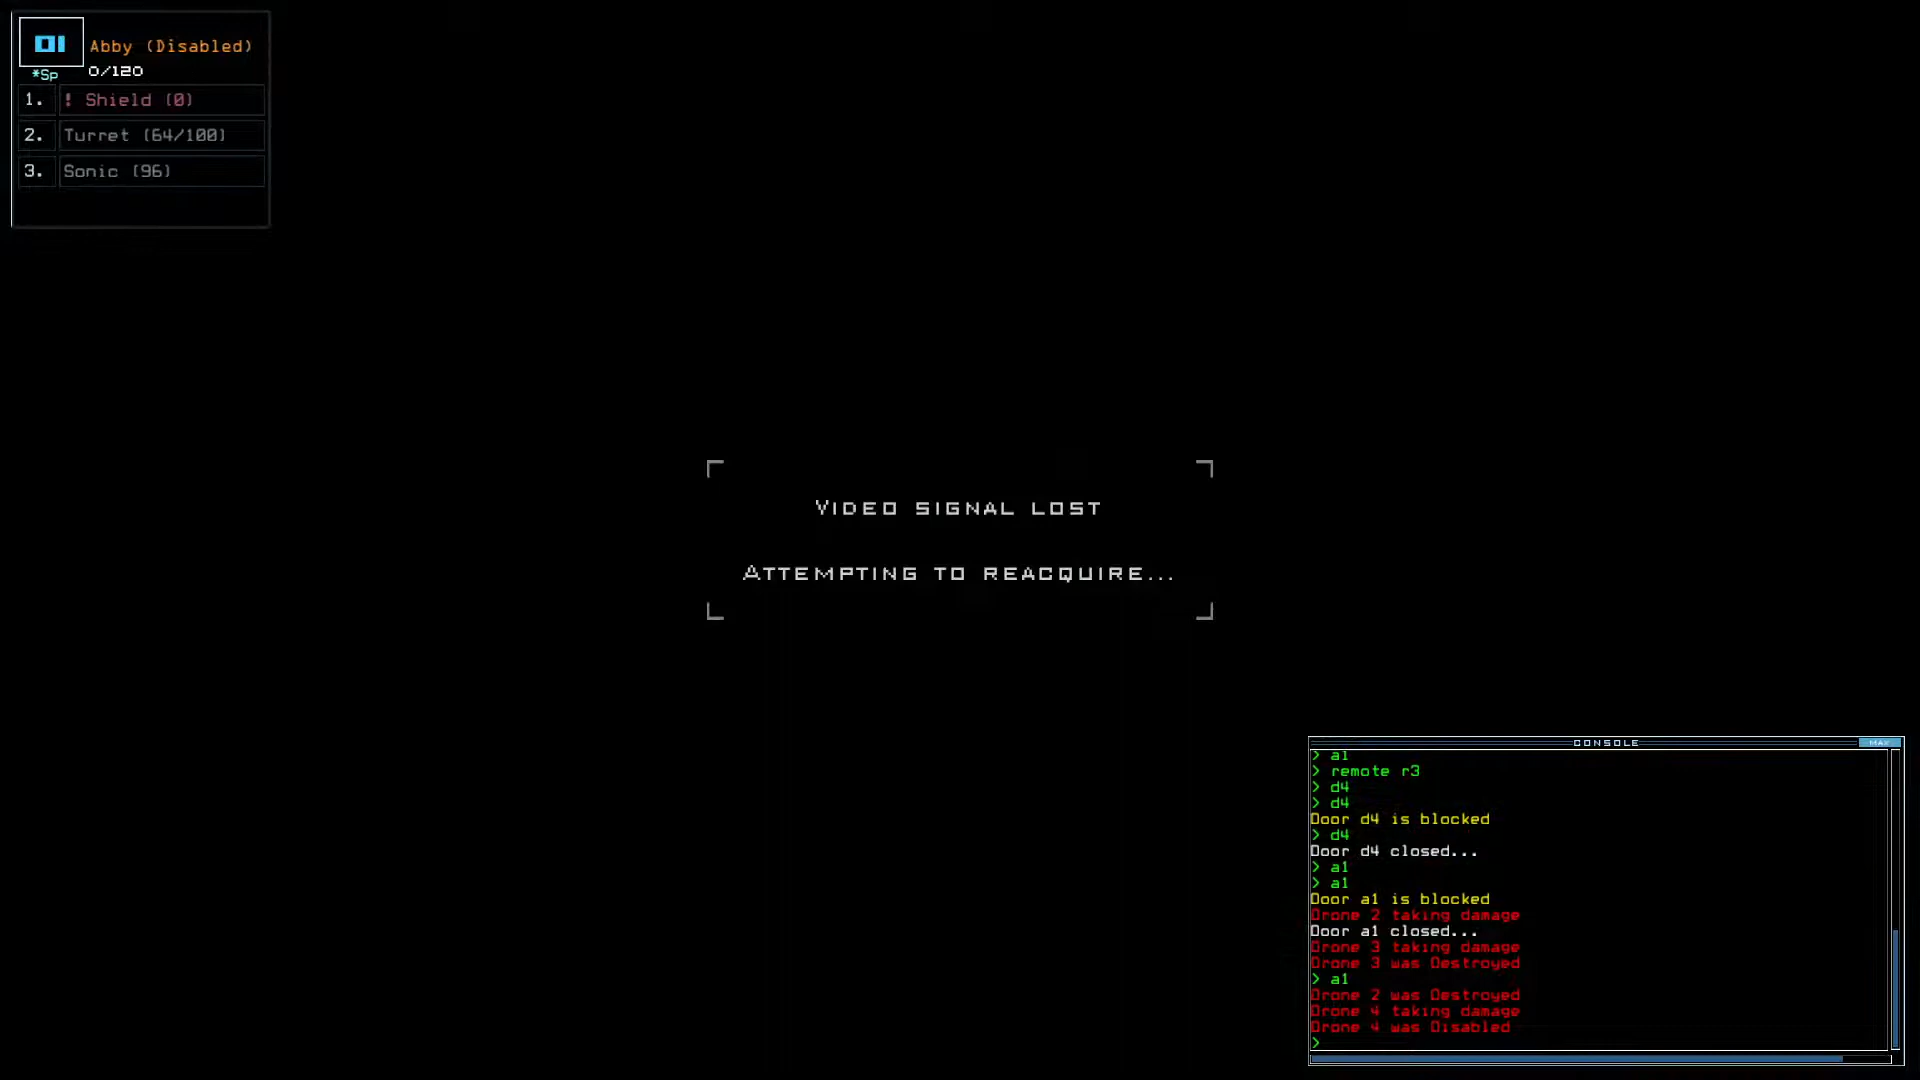 01
Abby (Disabled)
*Sp
0/120
1. ! Shield (0)
2. Turret (64/100)
3. Sonic (96)
VIDEO SIGNAL LOST
ATTEMPTING TO REACQUIRE...
CONSOLE
MAX
> a1
> remote r3
> d4
> d4
Door d4 is blocked
> d4
Door d4 closed...
> a1
> a1
Door a1 is blocked
Drone 2 taking damage
Door a1 closed...
Drone 3 taking damage
Drone 3 was Destroyed
> a1
Drone 2 was Destroyed
Drone 4 taking damage
Drone 4 was Disabled
>